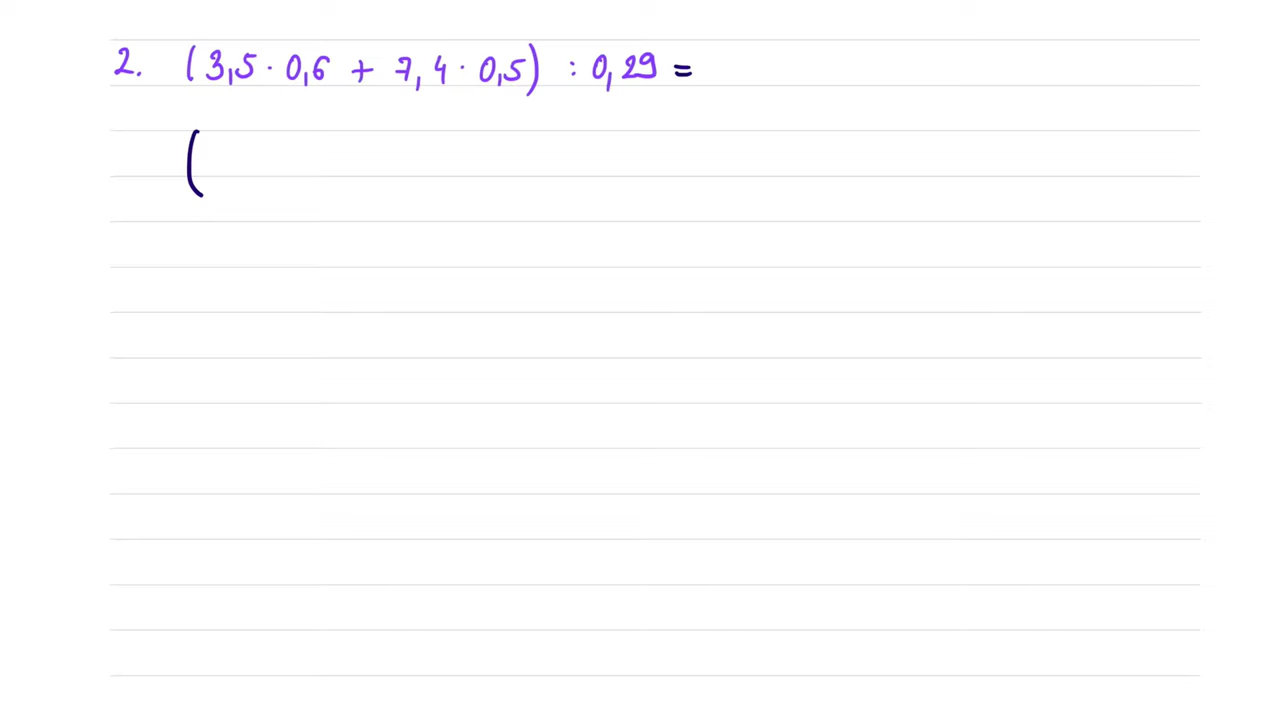 2. (3,5 · 0,6 + 7,4 · 0,5) : 0,29 =
(